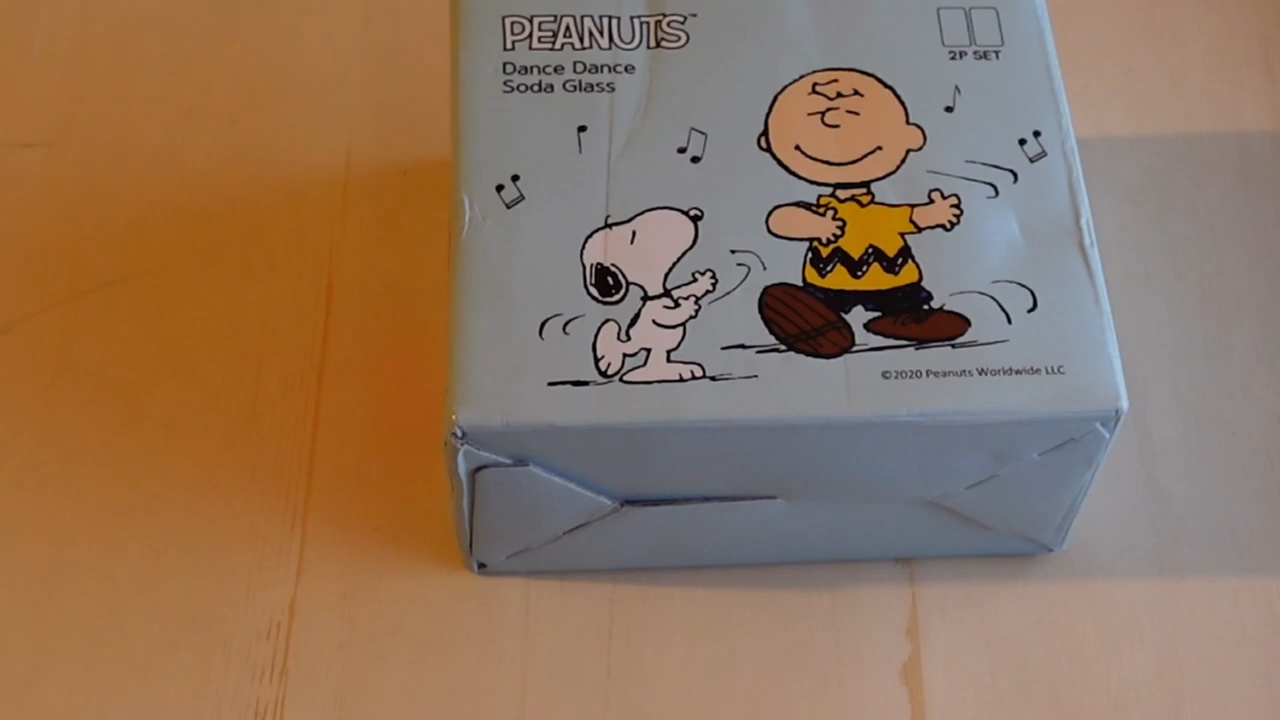 PEANUTS™
Dance Dance
Soda Glass
2P SET
©2020 Peanuts Worldwide LLC